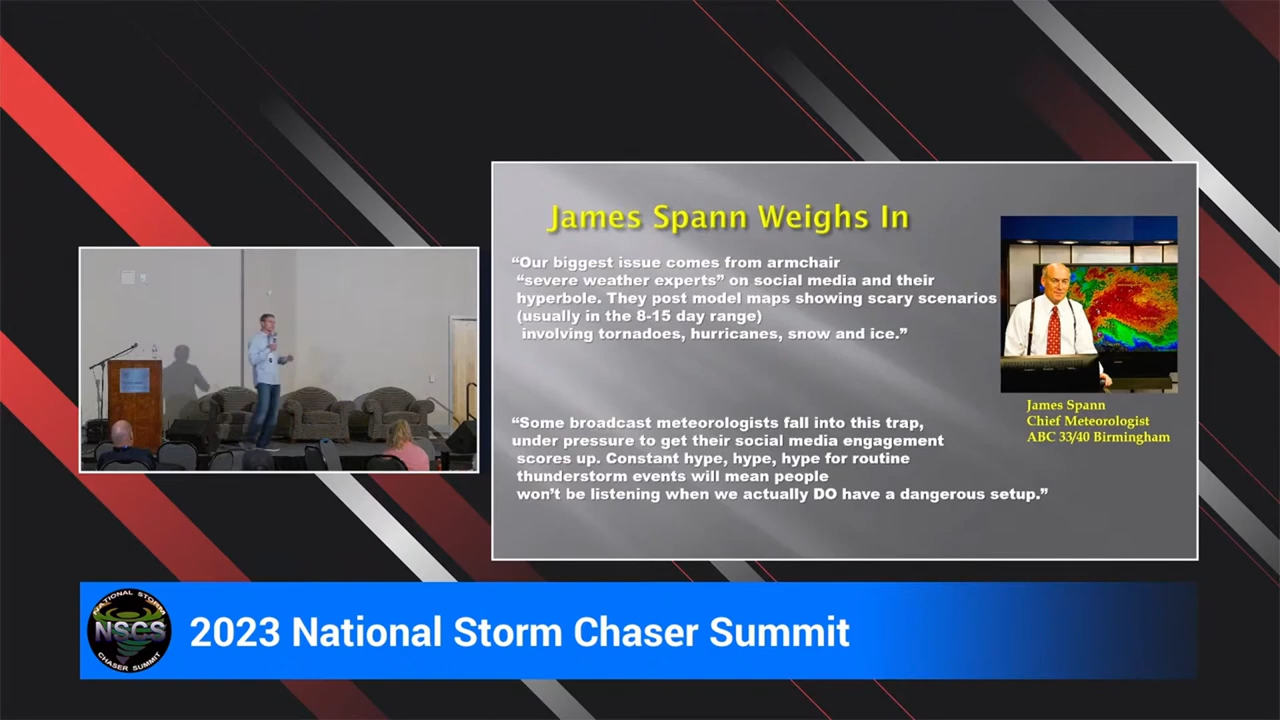 James Spann Weighs In
“Our biggest issue comes from armchair
“severe weather experts” on social media and their
hyperbole. They post model maps showing scary scenarios
(usually in the 8-15 day range)
involving tornadoes, hurricanes, snow and ice.”
James Spann
Chief Meteorologist
ABC 33/40 Birmingham
“Some broadcast meteorologists fall into this trap,
under pressure to get their social media engagement
scores up. Constant hype, hype, hype for routine
thunderstorm events will mean people
won’t be listening when we actually DO have a dangerous setup.”
NATIONAL STORM
NSCS
CHASER SUMMIT
2023 National Storm Chaser Summit